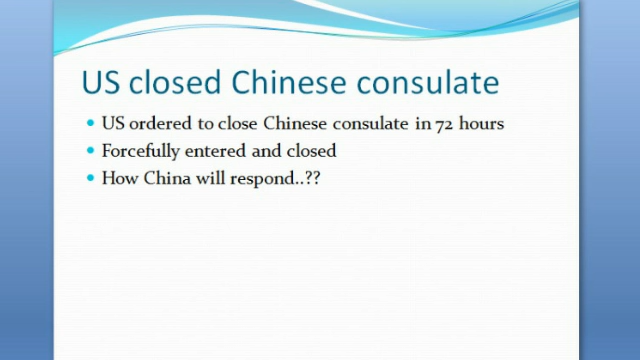 US closed Chinese consulate
US ordered to close Chinese consulate in 72 hours
Forcefully entered and closed
How China will respond..??